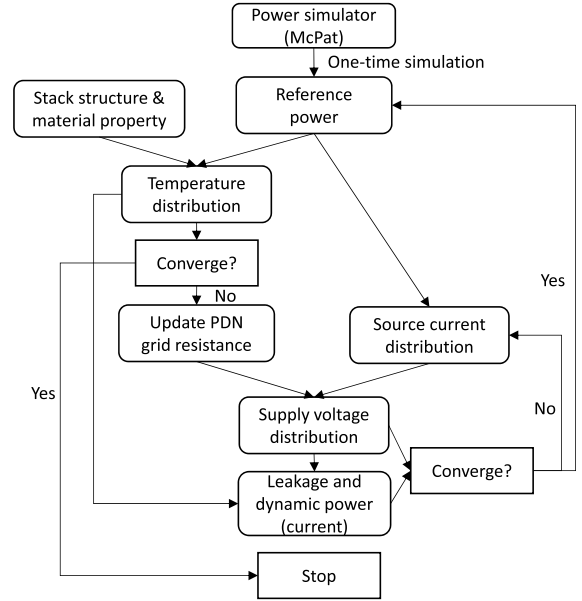 Power simulator
(McPat)
One-time simulation
Stack structure &
material property
Reference
power
Temperature
distribution
Converge?
No
Yes
Update PDN
grid resistance
Source current
distribution
Yes
No
Supply voltage
distribution
Converge?
Leakage and
dynamic power
(current)
Stop